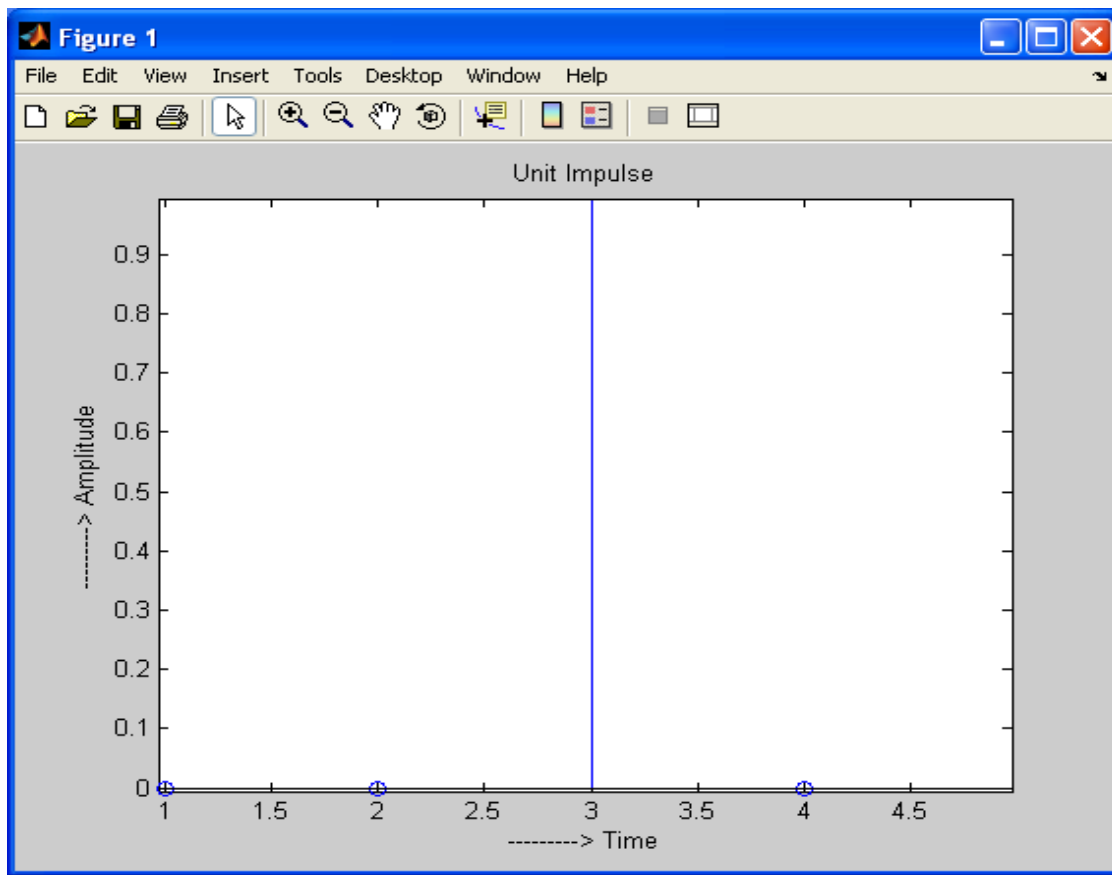 Figure 1
File Edit View Insert Tools Desktop Window Help
Unit Impulse
0.9
0.8
0.7
0.6
0.5
0.4
0.3
0.2
0.1
0
---------> Amplitude
1 1.5 2 2.5 3 3.5 4 4.5
---------> Time